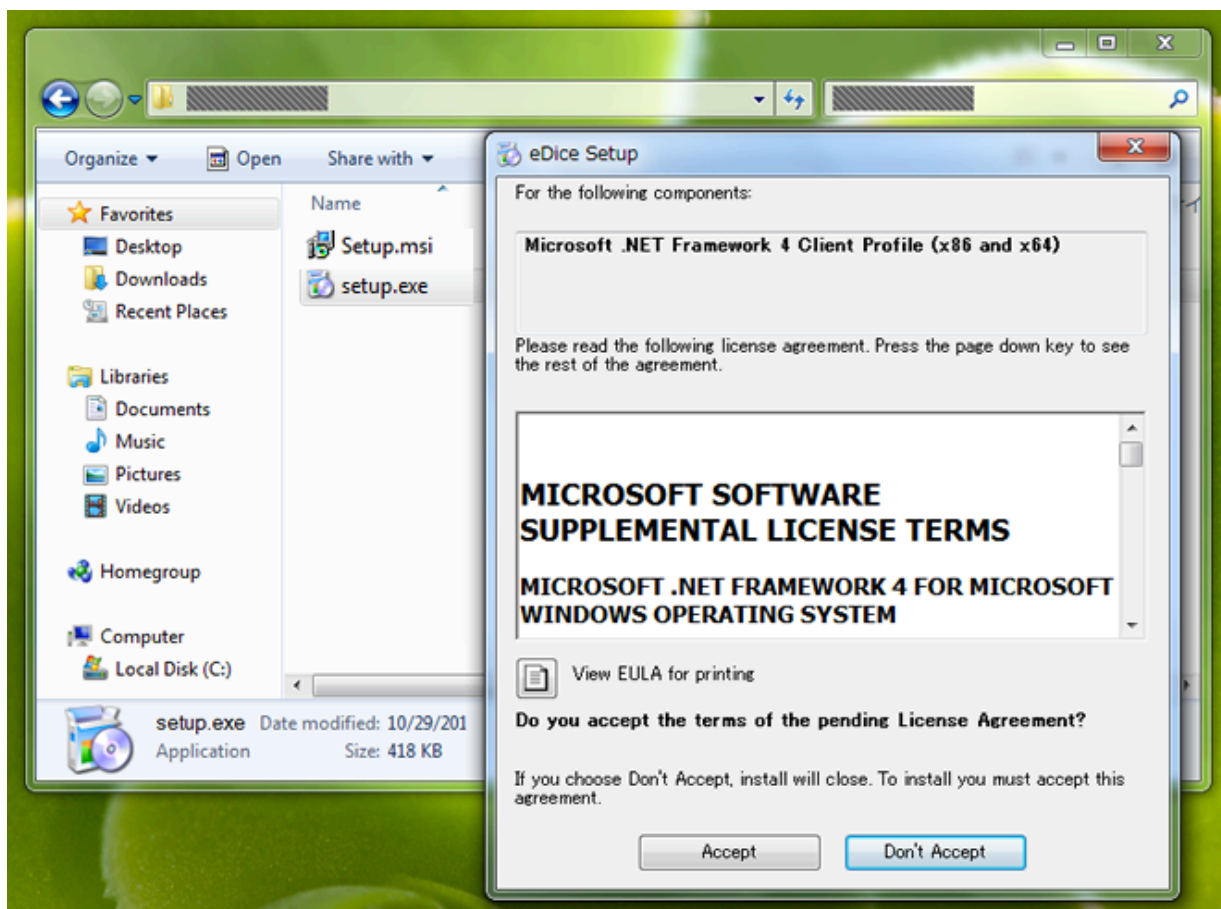 Organize
Open
Share with
Favorites
Desktop
Downloads
Recent Places
Libraries
Documents
Music
Pictures
Videos
Homegroup
Computer
Local Disk (C:)
Name
Setup.msi
setup.exe
setup.exe Date modified: 10/29/201
Application Size: 418 KB
eDice Setup
For the following components:
Microsoft .NET Framework 4 Client Profile (x86 and x64)
Please read the following license agreement. Press the page down key to see
the rest of the agreement.
MICROSOFT SOFTWARE
SUPPLEMENTAL LICENSE TERMS
MICROSOFT .NET FRAMEWORK 4 FOR MICROSOFT
WINDOWS OPERATING SYSTEM
View EULA for printing
Do you accept the terms of the pending License Agreement?
If you choose Don't Accept, install will close. To install you must accept this
agreement.
Accept
Don't Accept